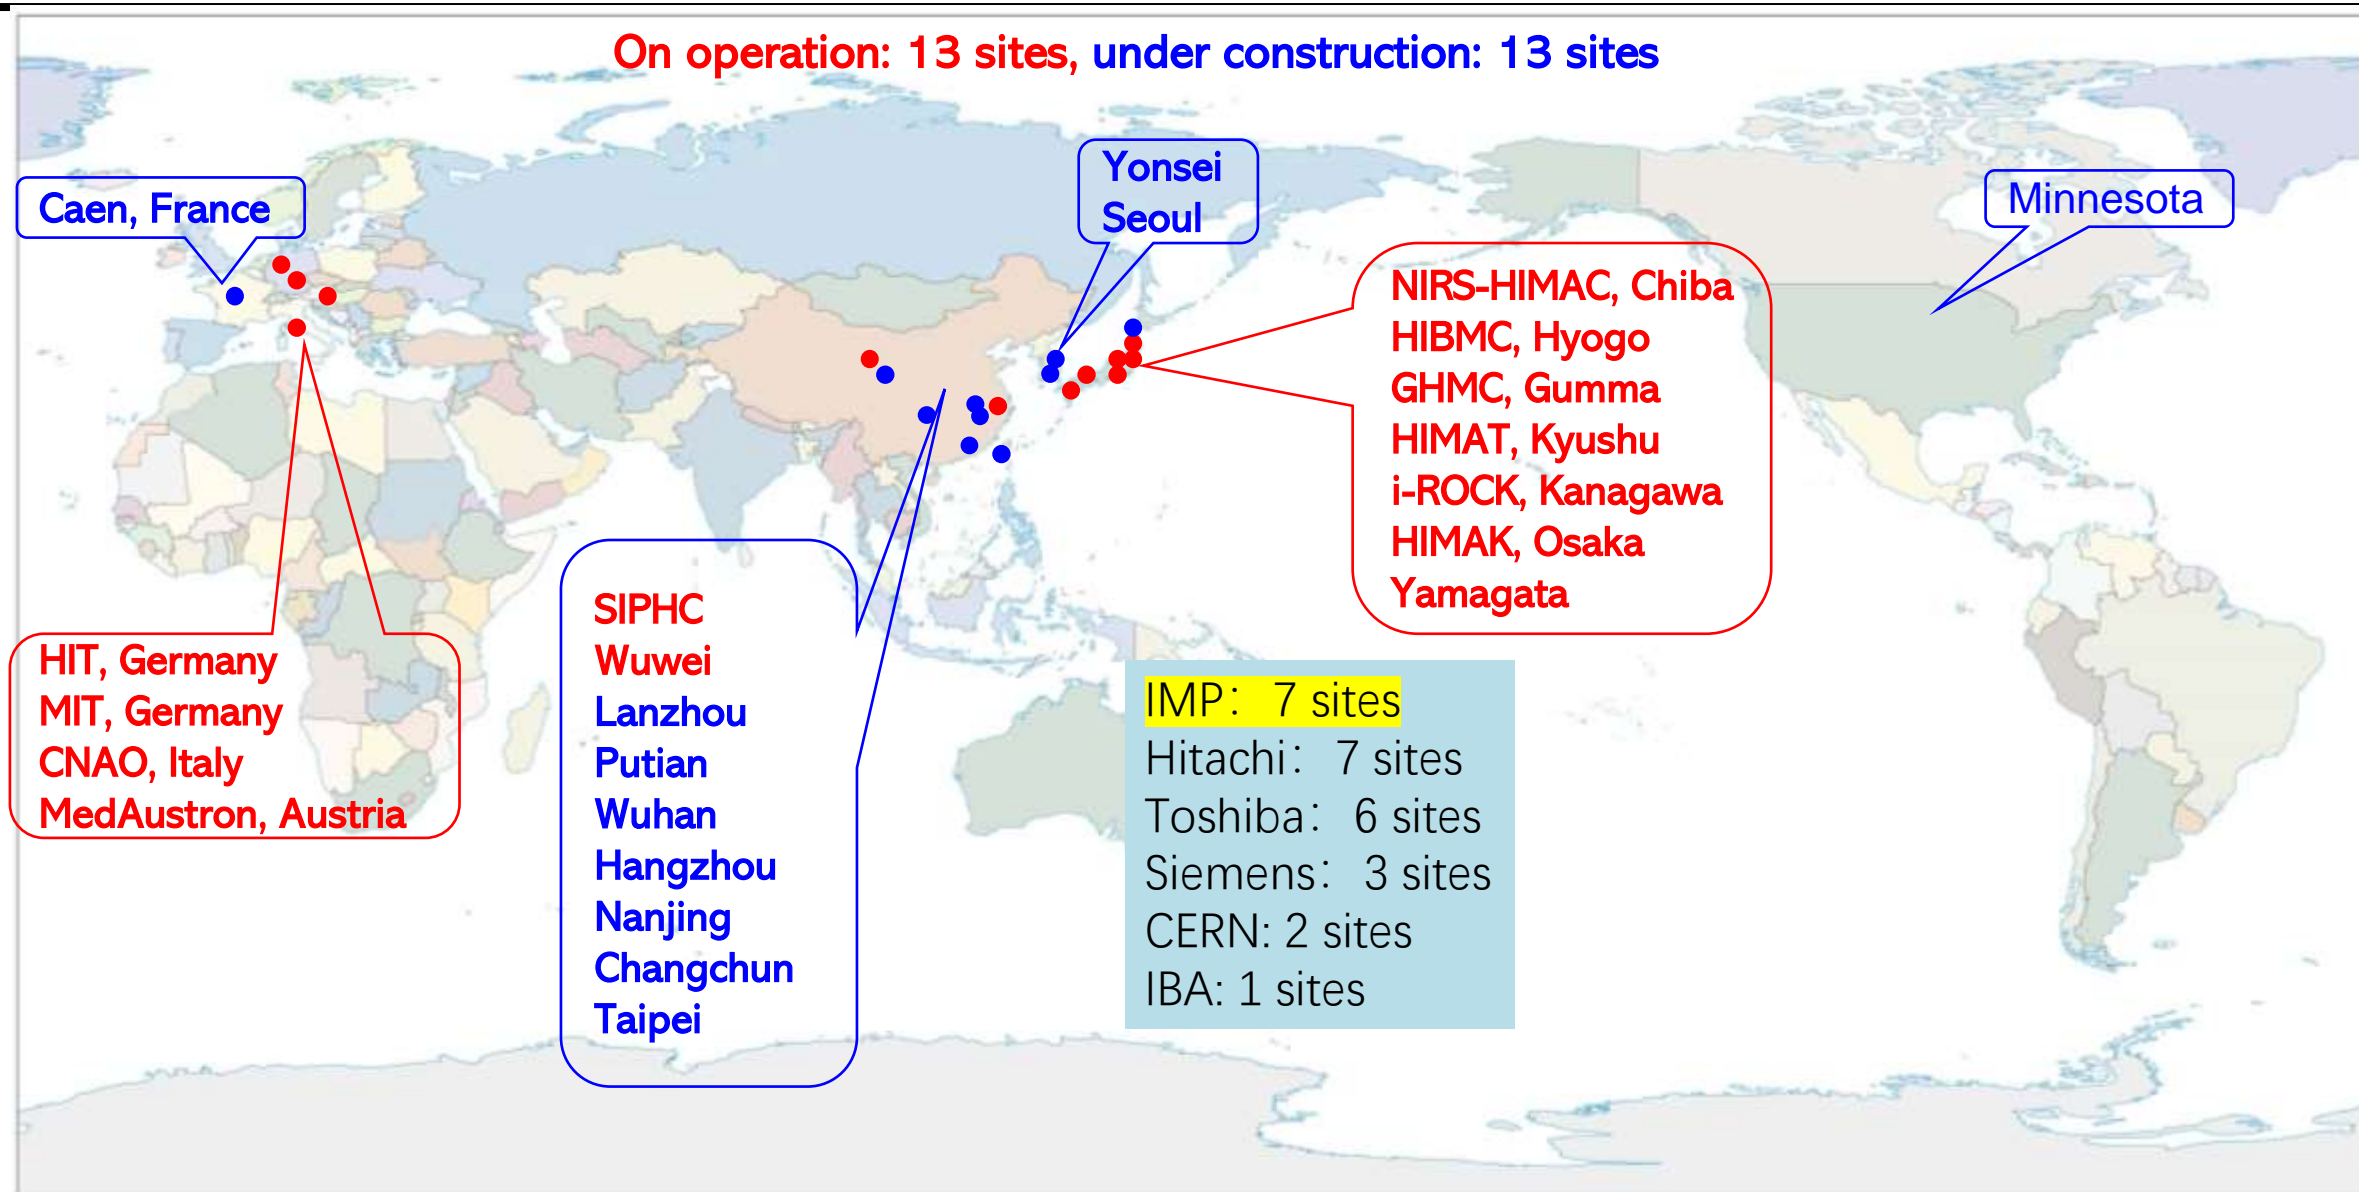 On operation: 13 sites, under construction: 13 sites
Caen, France
Yonsei
Seoul
Minnesota
NIRS-HIMAC, Chiba
HIBMC, Hyogo
GHMC, Gumma
HIMAT, Kyushu
i-ROCK, Kanagawa
HIMAK, Osaka
Yamagata
HIT, Germany
MIT, Germany
CNAO, Italy
MedAustron, Austria
SIPHC
Wuwei
Lanzhou
Putian
Wuhan
Hangzhou
Nanjing
Changchun
Taipei
IMP： 7 sites
Hitachi： 7 sites
Toshiba： 6 sites
Siemens： 3 sites
CERN: 2 sites
IBA: 1 sites